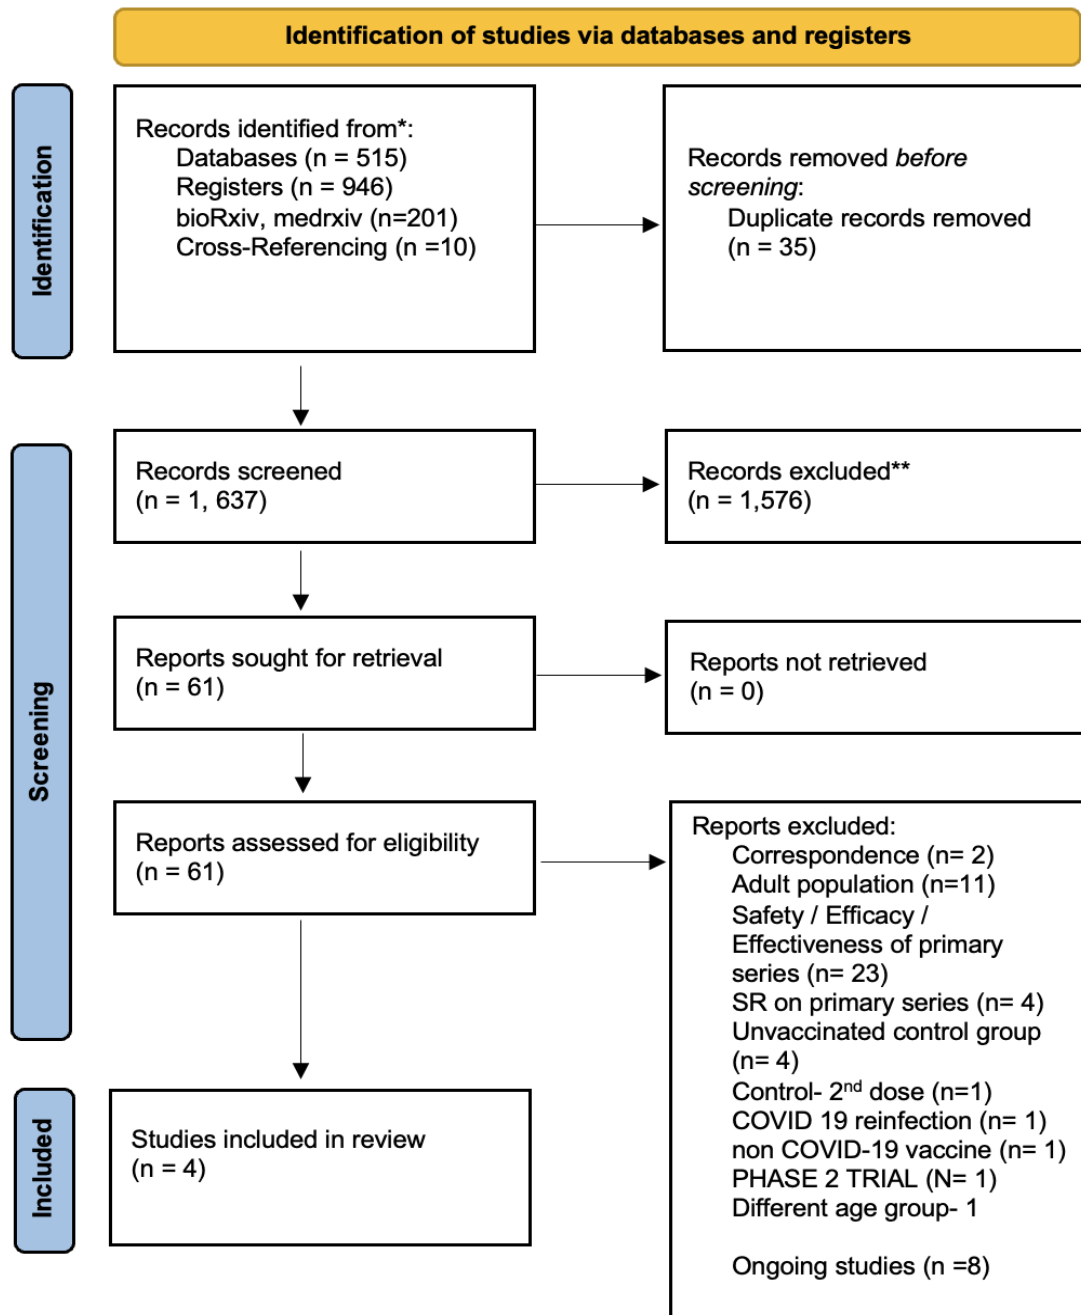 Identification of studies via databases and registers
Identification
Records identified from*:
Databases (n = 515)
Registers (n = 946)
bioRxiv, medrxiv (n=201)
Cross-Referencing (n =10)
Records removed before
screening:
Duplicate records removed
(n = 35)
Screening
Records screened
(n = 1, 637)
Records excluded**
(n = 1,576)
Reports sought for retrieval
(n = 61)
Reports not retrieved
(n = 0)
Reports assessed for eligibility
(n = 61)
Reports excluded:
Correspondence (n= 2)
Adult population (n=11)
Safety / Efficacy /
Effectiveness of primary
series (n= 23)
SR on primary series (n= 4)
Unvaccinated control group
(n= 4)
Control- 2nd dose (n=1)
COVID 19 reinfection (n= 1)
non COVID-19 vaccine (n= 1)
PHASE 2 TRIAL (N= 1)
Different age group- 1
Ongoing studies (n =8)
Included
Studies included in review
(n = 4)